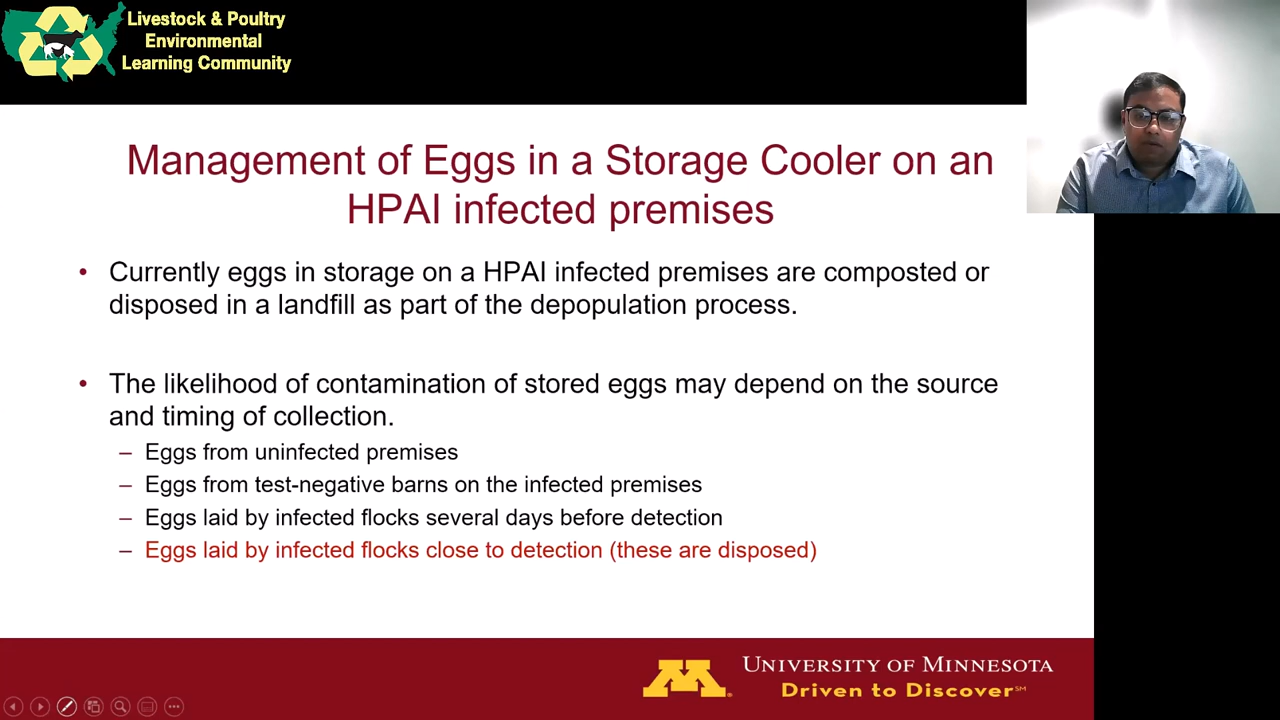 Livestock & Poultry
Environmental
Learning Community
Management of Eggs in a Storage Cooler on an
HPAI infected premises
• Currently eggs in storage on a HPAI infected premises are composted or
disposed in a landfill as part of the depopulation process.
• The likelihood of contamination of stored eggs may depend on the source
and timing of collection.
– Eggs from uninfected premises
– Eggs from test-negative barns on the infected premises
– Eggs laid by infected flocks several days before detection
– Eggs laid by infected flocks close to detection (these are disposed)
M
UNIVERSITY OF MINNESOTA
Driven to Discover℠